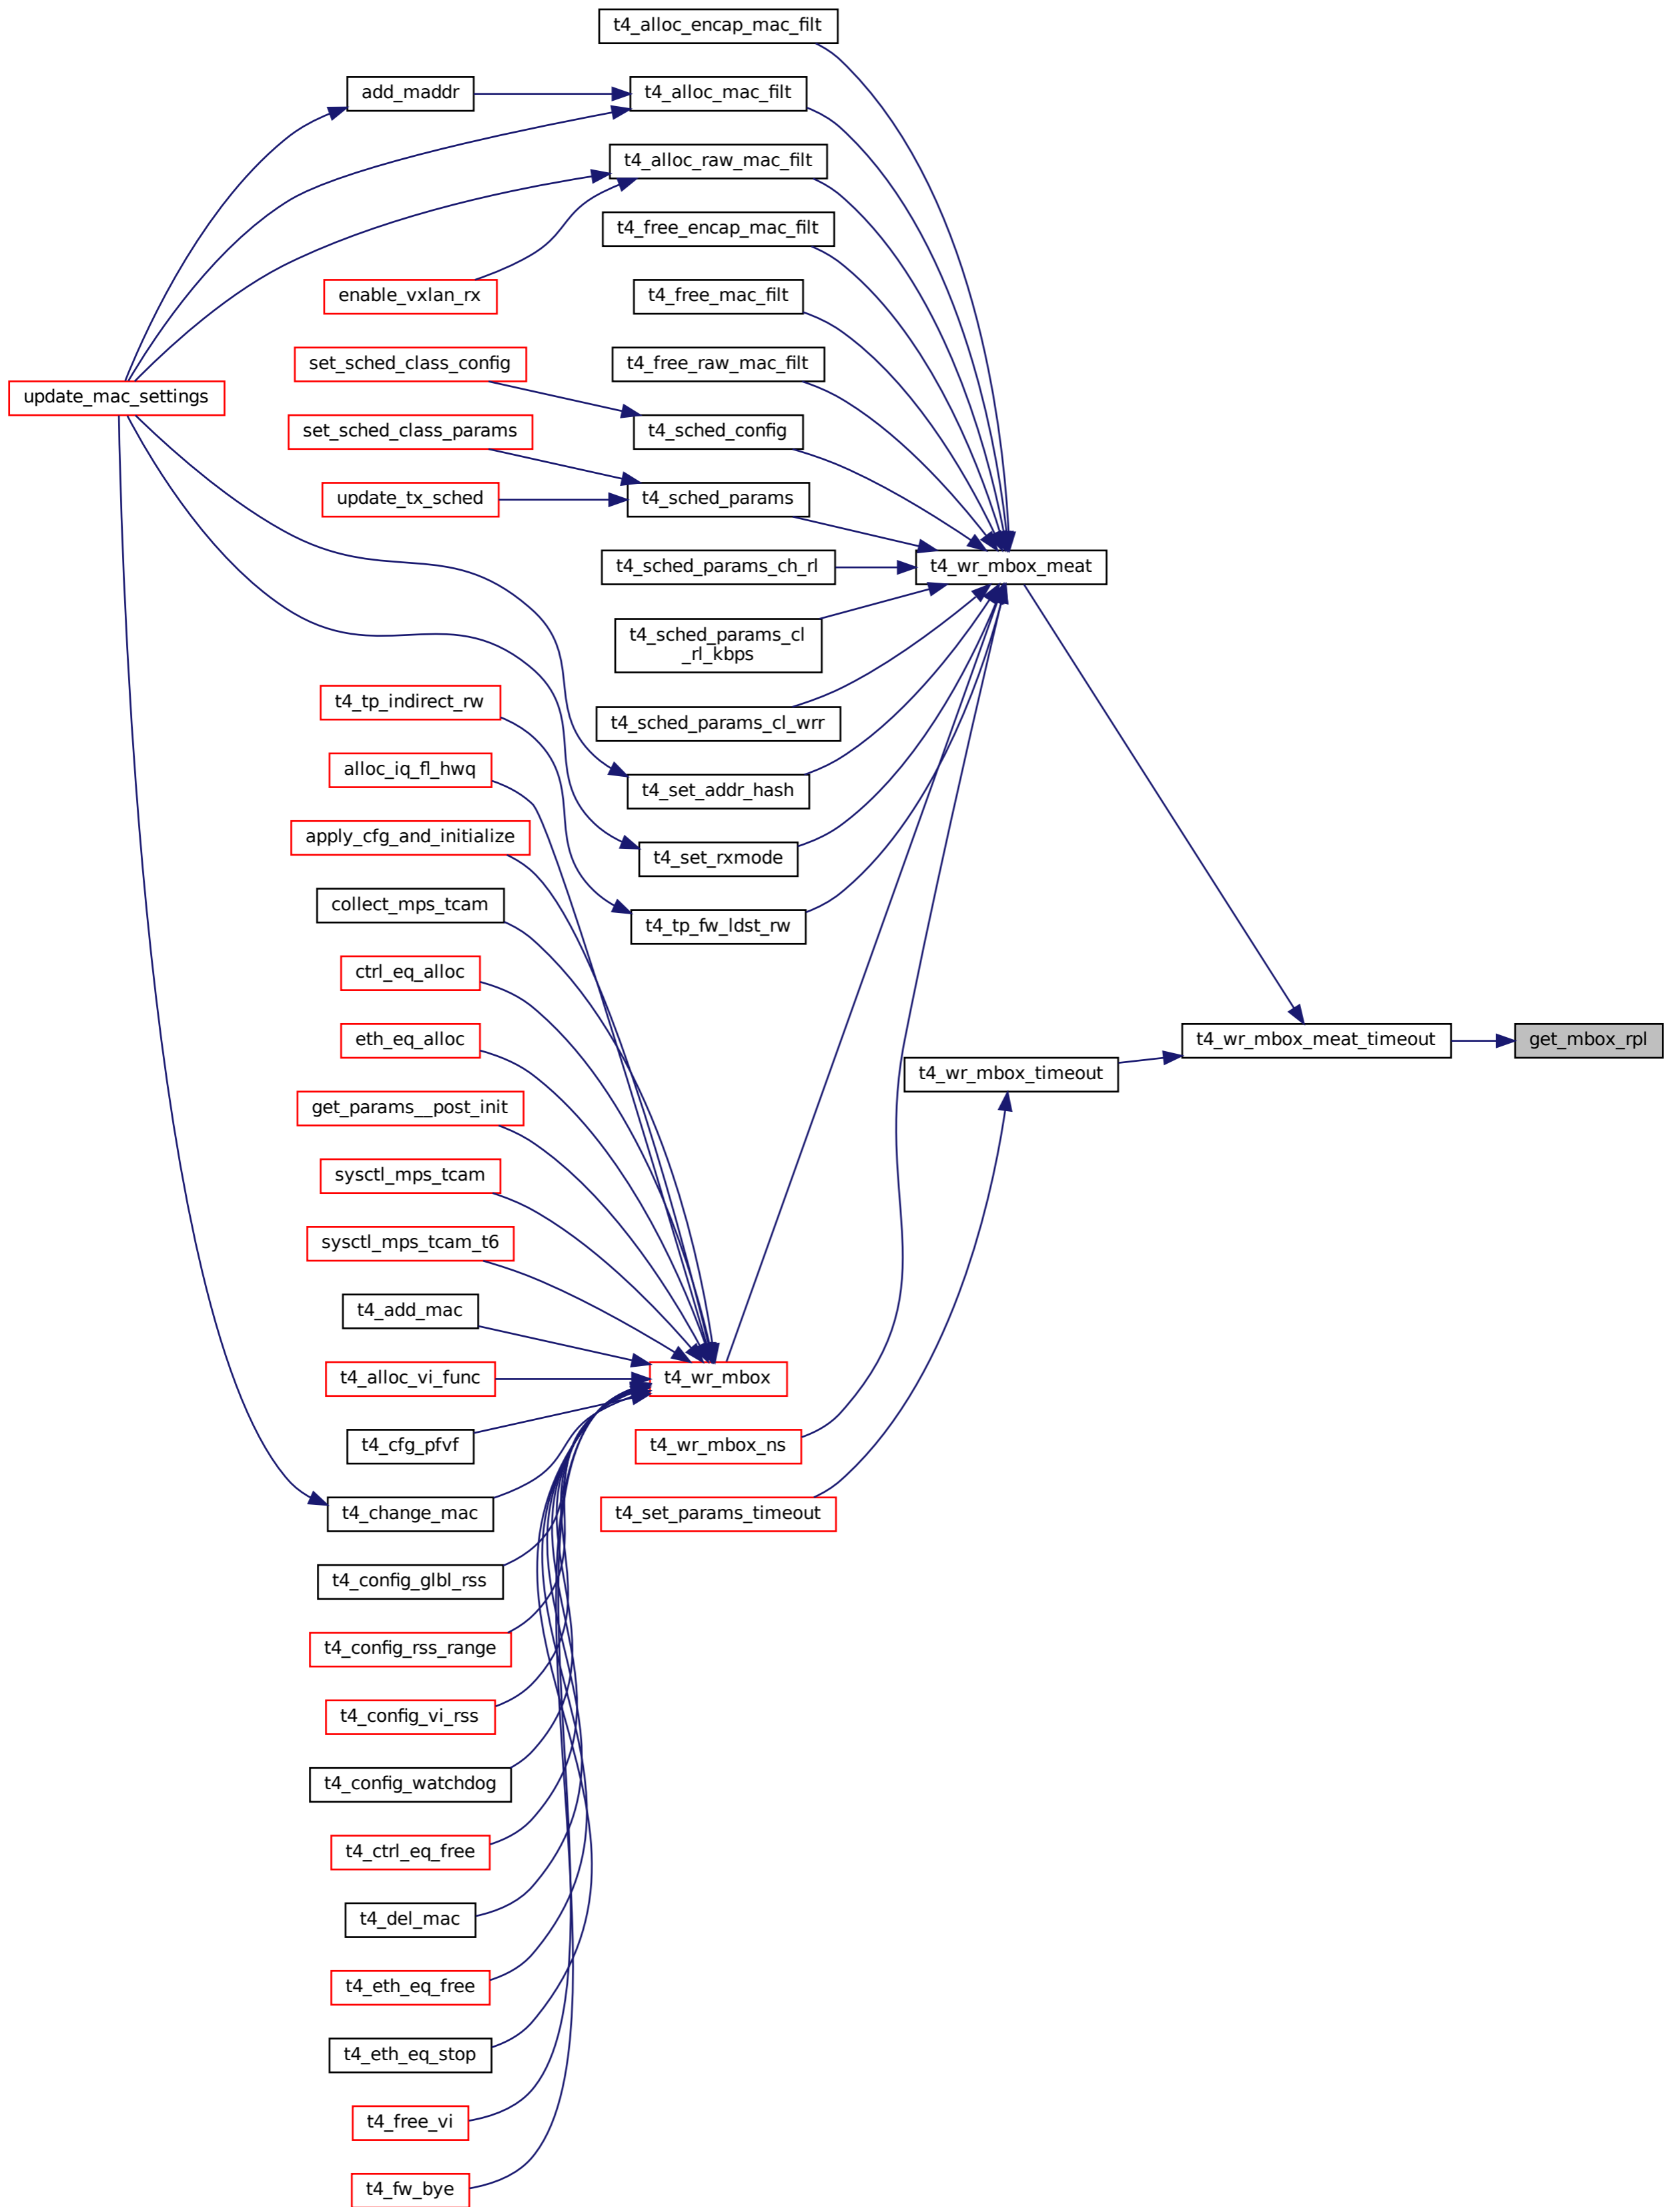 t4_alloc_encap_mac_filt
add_maddr
t4_alloc_mac_filt
t4_alloc_raw_mac_filt
t4_free_encap_mac_filt
enable_vxlan_rx
t4_free_mac_filt
set_sched_class_config
t4_free_raw_mac_filt
update_mac_settings
set_sched_class_params
t4_sched_config
update_tx_sched
t4_sched_params
t4_sched_params_ch_rl
t4_wr_mbox_meat
t4_sched_params_cl
_rl_kbps
t4_tp_indirect_rw
t4_sched_params_cl_wrr
alloc_iq_fl_hwq
t4_set_addr_hash
apply_cfg_and_initialize
t4_set_rxmode
collect_mps_tcam
t4_tp_fw_ldst_rw
ctrl_eq_alloc
eth_eq_alloc
t4_wr_mbox_meat_timeout
get_mbox_rpl
t4_wr_mbox_timeout
get_params__post_init
sysctl_mps_tcam
sysctl_mps_tcam_t6
t4_add_mac
t4_alloc_vi_func
t4_wr_mbox
t4_cfg_pfvf
t4_wr_mbox_ns
t4_change_mac
t4_set_params_timeout
t4_config_glbl_rss
t4_config_rss_range
t4_config_vi_rss
t4_config_watchdog
t4_ctrl_eq_free
t4_del_mac
t4_eth_eq_free
t4_eth_eq_stop
t4_free_vi
t4_fw_bye